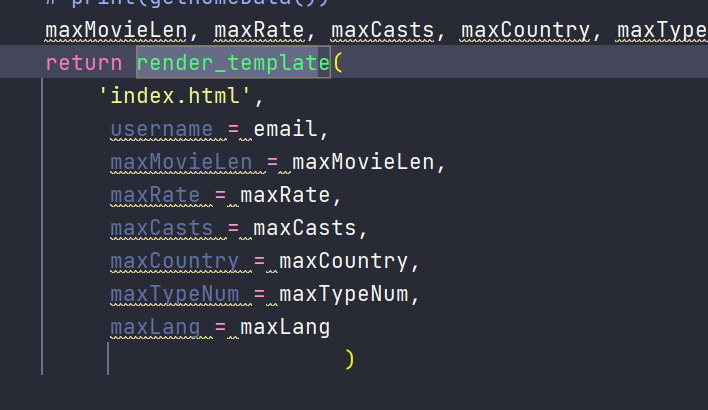 # print(getHomeData())
maxMovieLen, maxRate, maxCasts, maxCountry, maxType
return render_template(
'index.html',
username = email,
maxMovieLen = maxMovieLen,
maxRate = maxRate,
maxCasts = maxCasts,
maxCountry = maxCountry,
maxTypeNum = maxTypeNum,
maxLang = maxLang
)